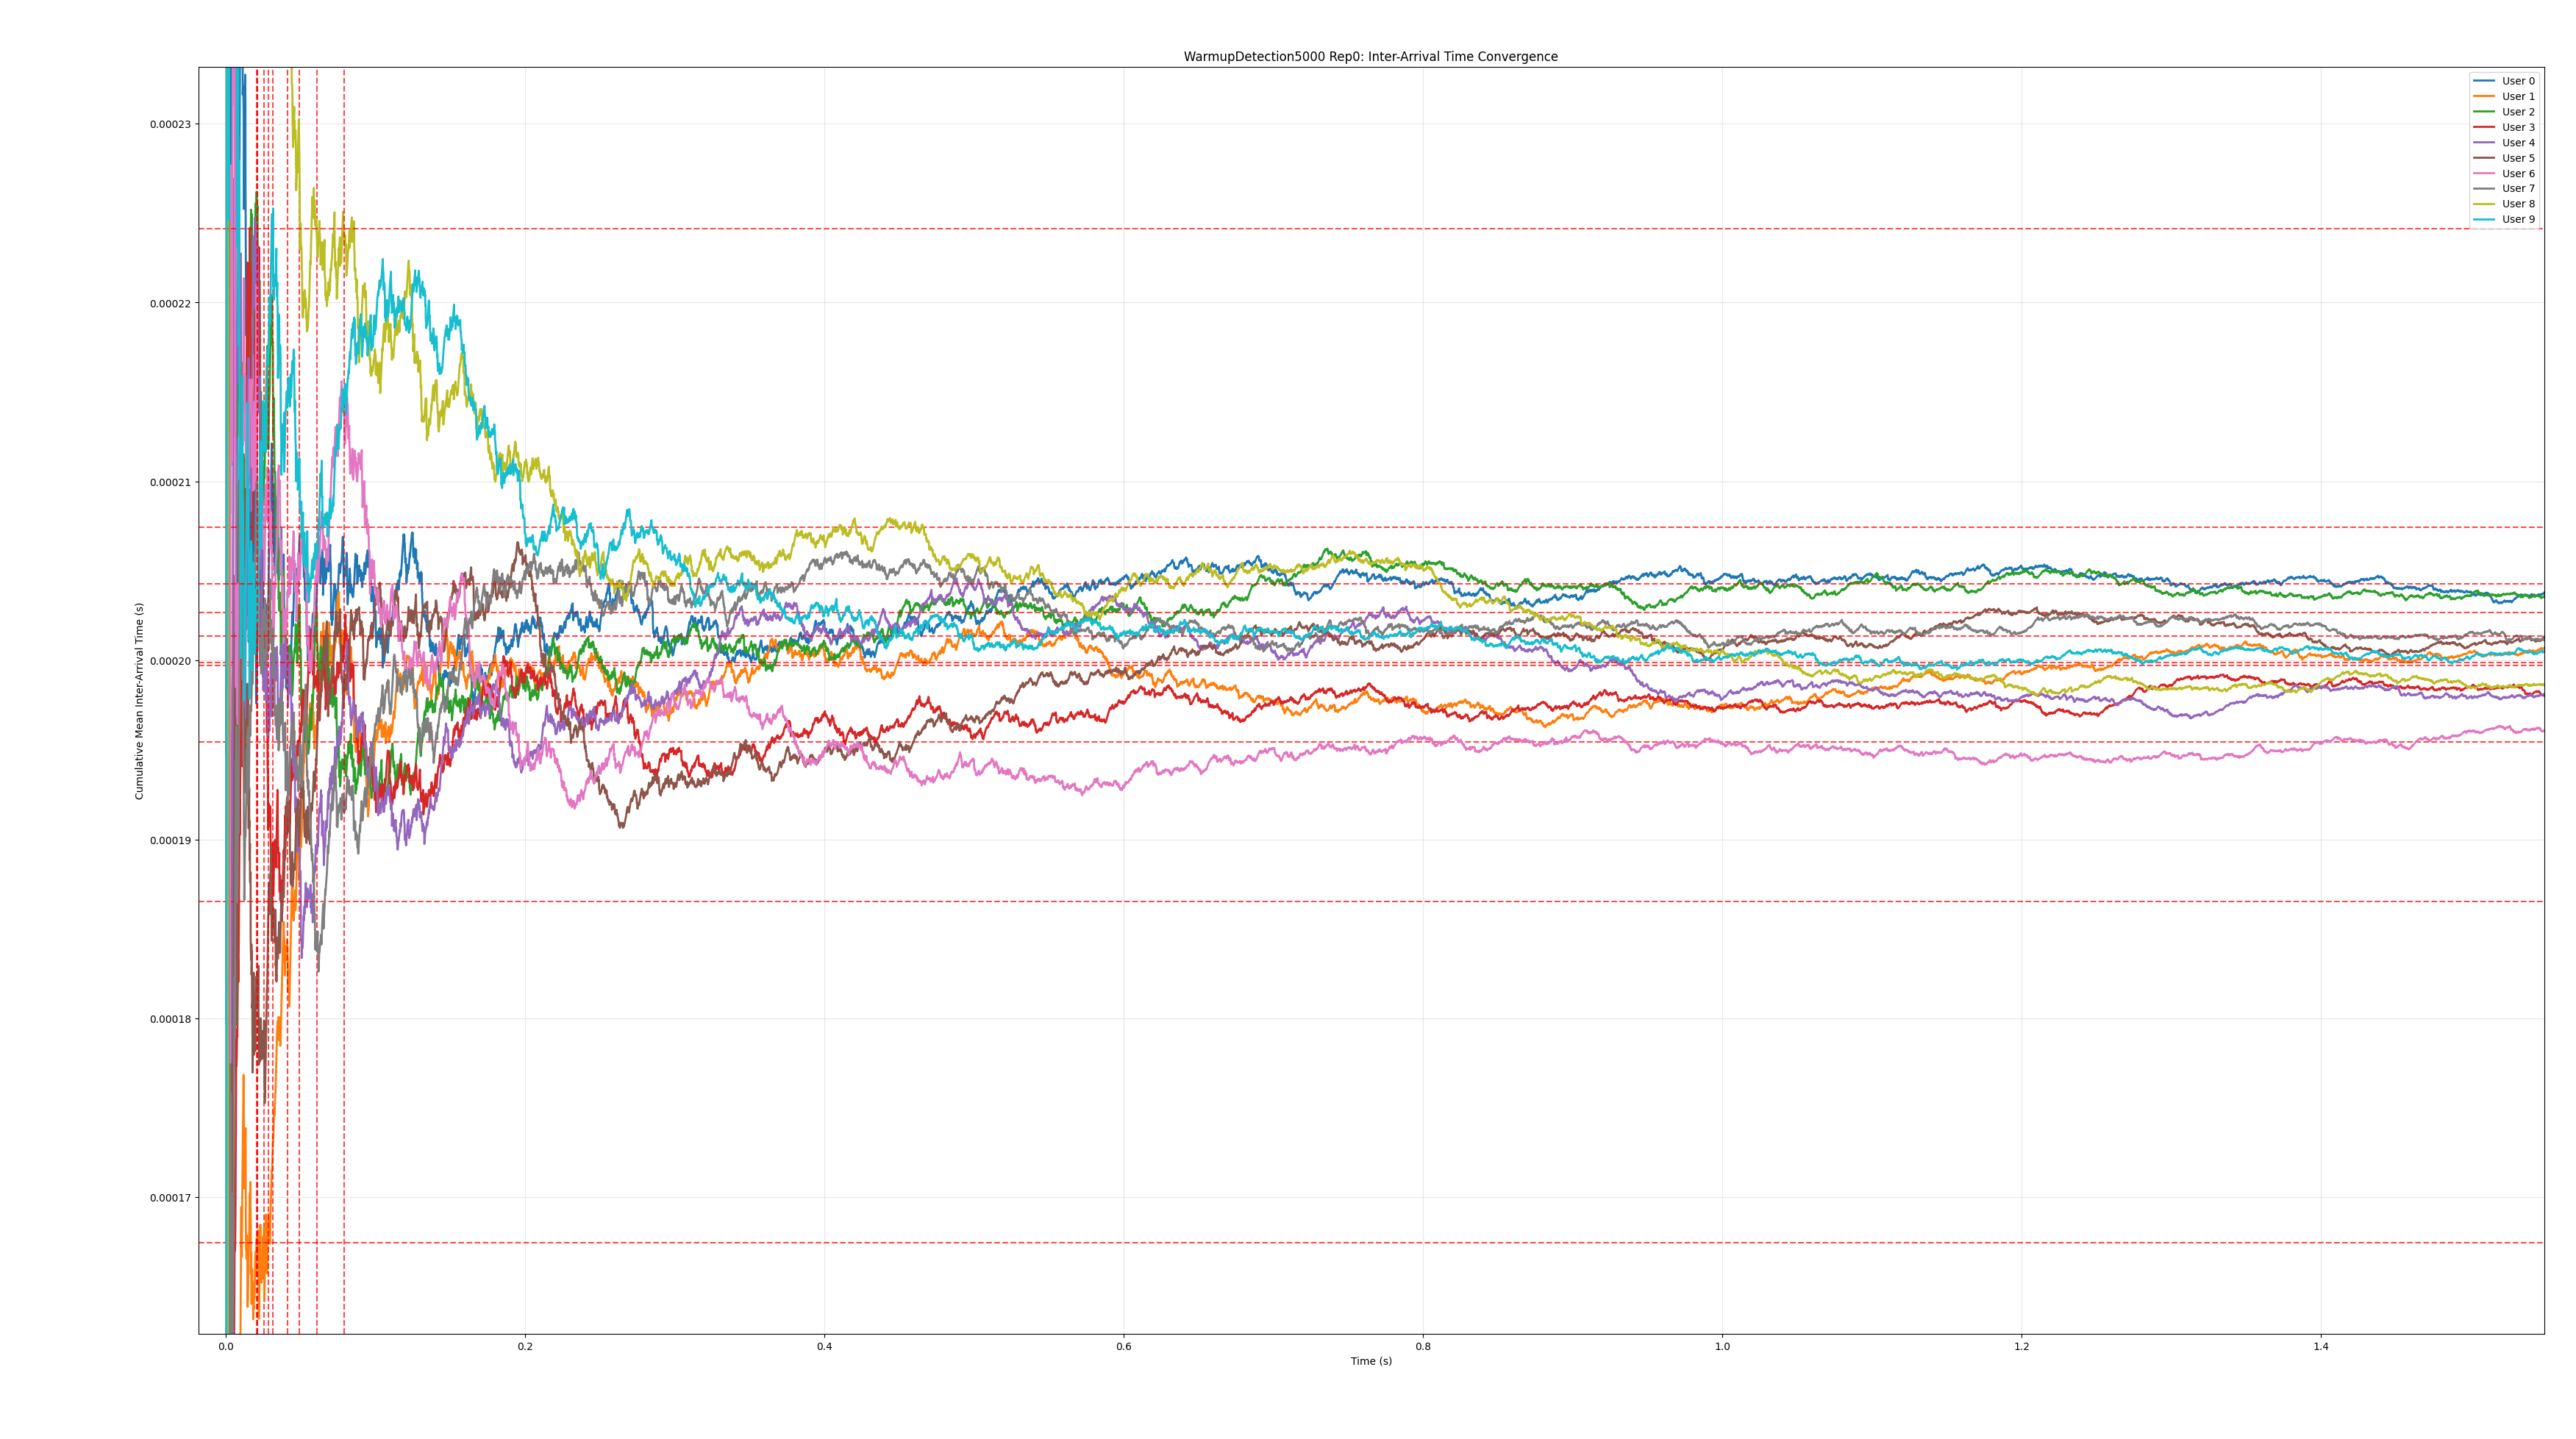 WarmupDetection5000 Rep0: Inter-Arrival Time Convergence
User 0
User 1
User 2
User 3
User 4
User 5
User 6
User 7
User 8
User 9
Cumulative Mean Inter-Arrival Time (s)
0.00023
0.00022
0.00021
0.00020
0.00019
0.00018
0.00017
0.0
0.2
0.4
0.6
0.8
1.0
1.2
1.4
Time (s)